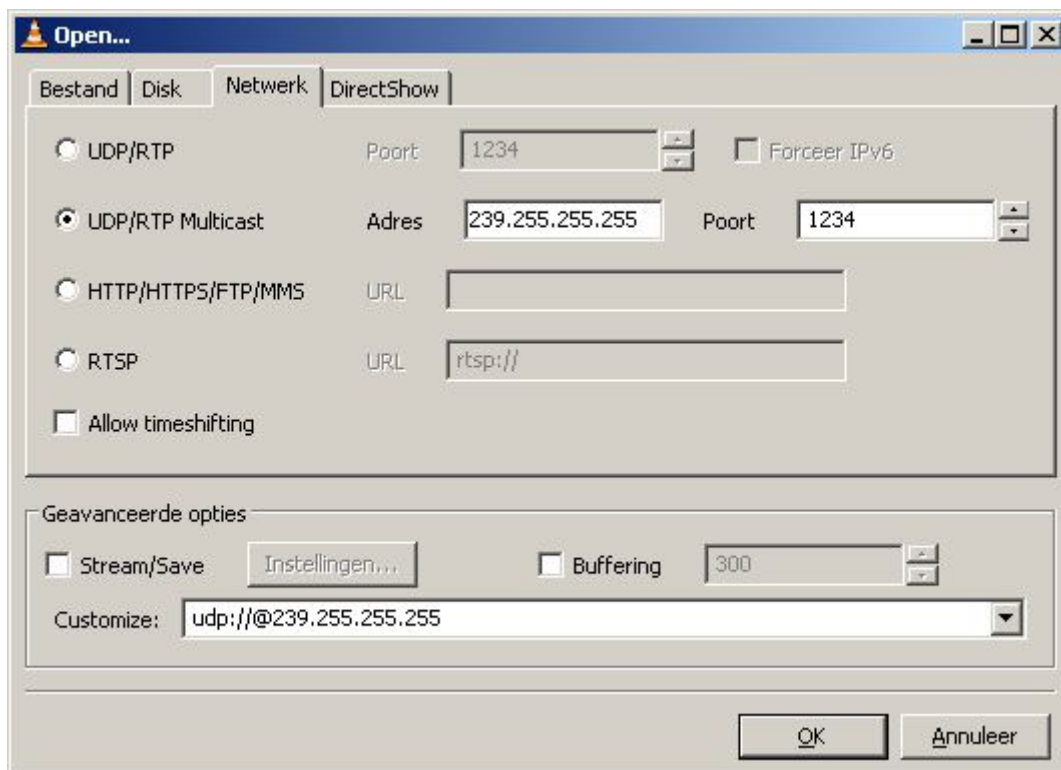 Open...
Bestand Disk Netwerk DirectShow
UDP/RTP Poort 1234 Forceer IPv6
UDP/RTP Multicast Adres 239.255.255.255 Poort 1234
HTTP/HTTPS/FTP/MMS URL
RTSP URL rtsp://
Allow timeshifting
Geavanceerde opties
Stream/Save Instellingen... Buffering 300
Customize: udp://@239.255.255.255
OK Annuleer